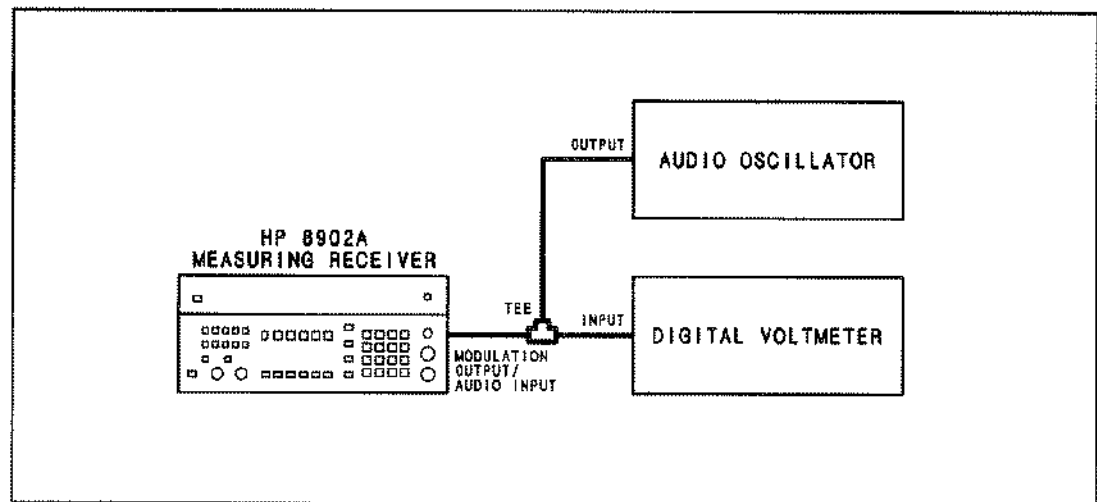 OUTPUT
AUDIO OSCILLATOR
HP 8902A
MEASURING RECEIVER
TEE
INPUT
DIGITAL VOLTMETER
MODULATION
OUTPUT/
AUDIO INPUT